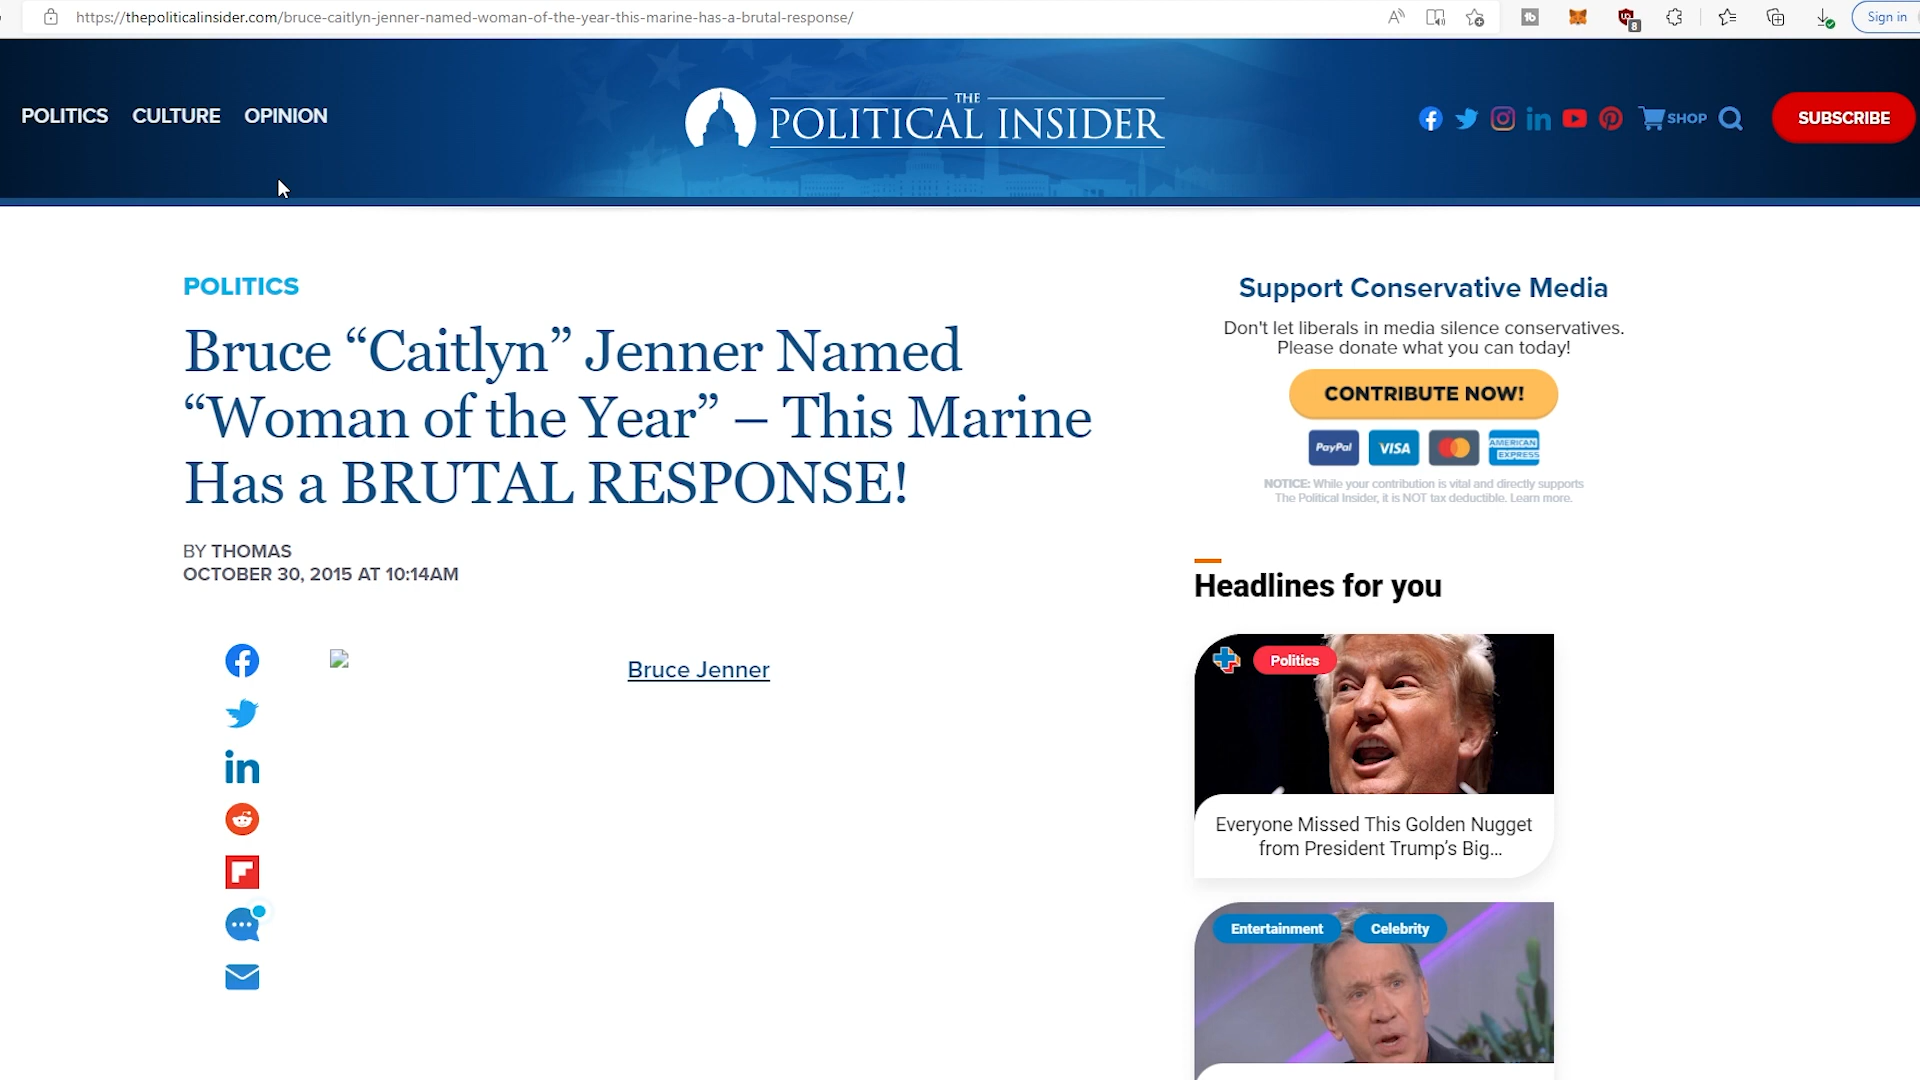 https://thepoliticalinsider.com/bruce-caitlyn-jenner-named-woman-of-the-year-this-marine-has-a-brutal-response/
8
Sign in
POLITICS CULTURE OPINION
THE
POLITICAL INSIDER
SHOP
SUBSCRIBE
POLITICS
Bruce “Caitlyn” Jenner Named
“Woman of the Year” – This Marine
Has a BRUTAL RESPONSE!
BY THOMAS
OCTOBER 30, 2015 AT 10:14AM
Bruce Jenner
Support Conservative Media
Don't let liberals in media silence conservatives.
Please donate what you can today!
CONTRIBUTE NOW!
PayPal VISA AMERICAN
EXPRESS
NOTICE: While your contribution is vital and directly supports
The Political Insider, it is NOT tax deductible. Learn more.
Headlines for you
Politics
Everyone Missed This Golden Nugget
from President Trump’s Big...
Entertainment Celebrity